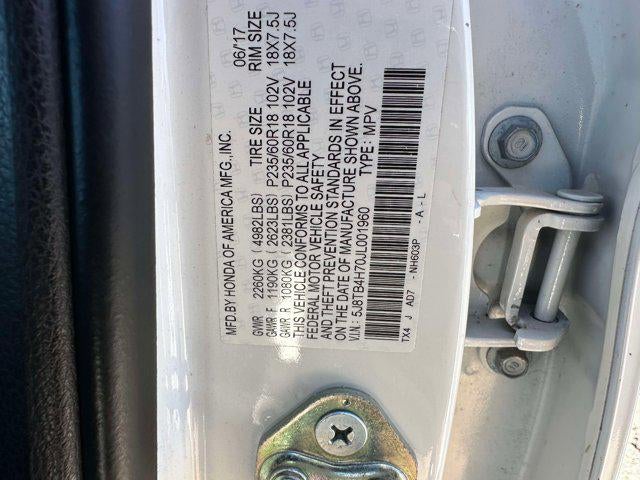 MFD.BY HONDA OF AMERICA MFG.,INC. 06/'17
GVWR 2260KG (4982LBS) TIRE SIZE RIM SIZE
GAWR F 1190KG (2623LBS) P235/60R18 102V 18X7.5J
GAWR R 1080KG (2381LBS) P235/60R18 102V 18X7.5J
THIS VEHICLE CONFORMS TO ALL APPLICABLE
FEDERAL MOTOR VEHICLE SAFETY
AND THEFT PREVENTION STANDARDS IN EFFECT
ON THE DATE OF MANUFACTURE SHOWN ABOVE.
V.I.N.: 5J8TB4H70JL001960 TYPE: MPV
TX4 J AD7 - NH603P - A - L